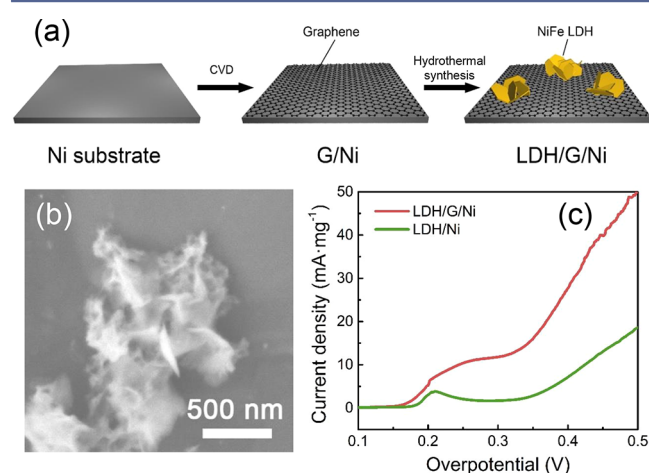 (a)
Graphene
NiFe LDH
CVD
Hydrothermal
synthesis
Ni substrate
G/Ni
LDH/G/Ni
(b)
500 nm
(c)
LDH/G/Ni
LDH/Ni
50
40
30
20
10
0
Current density (mA·mg⁻¹)
0.1
0.2
0.3
0.4
0.5
Overpotential (V)